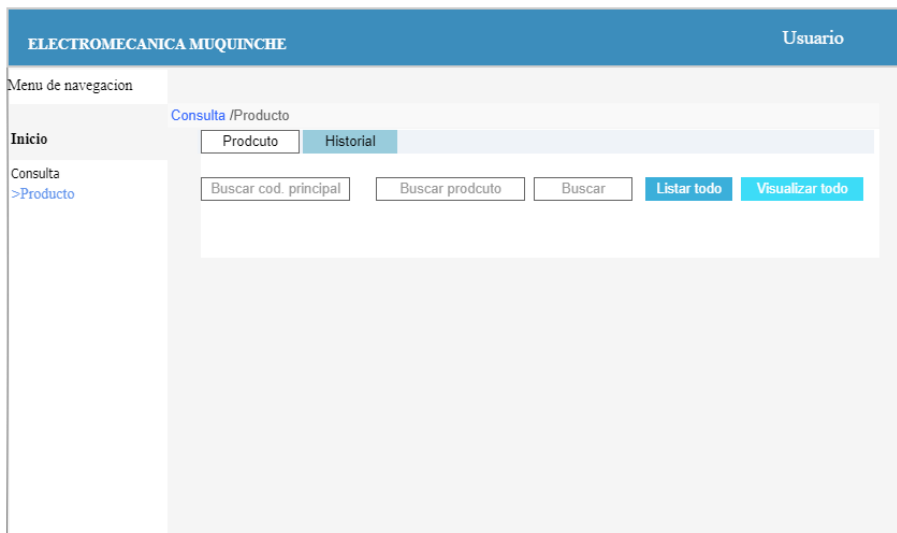 ELECTROMECANICA MUQUINCHE
Usuario
Menu de navegacion
Inicio
Consulta
>Producto
Consulta /Producto
Prodcuto
Historial
Buscar cod. principal
Buscar prodcuto
Buscar
Listar todo
Visualizar todo